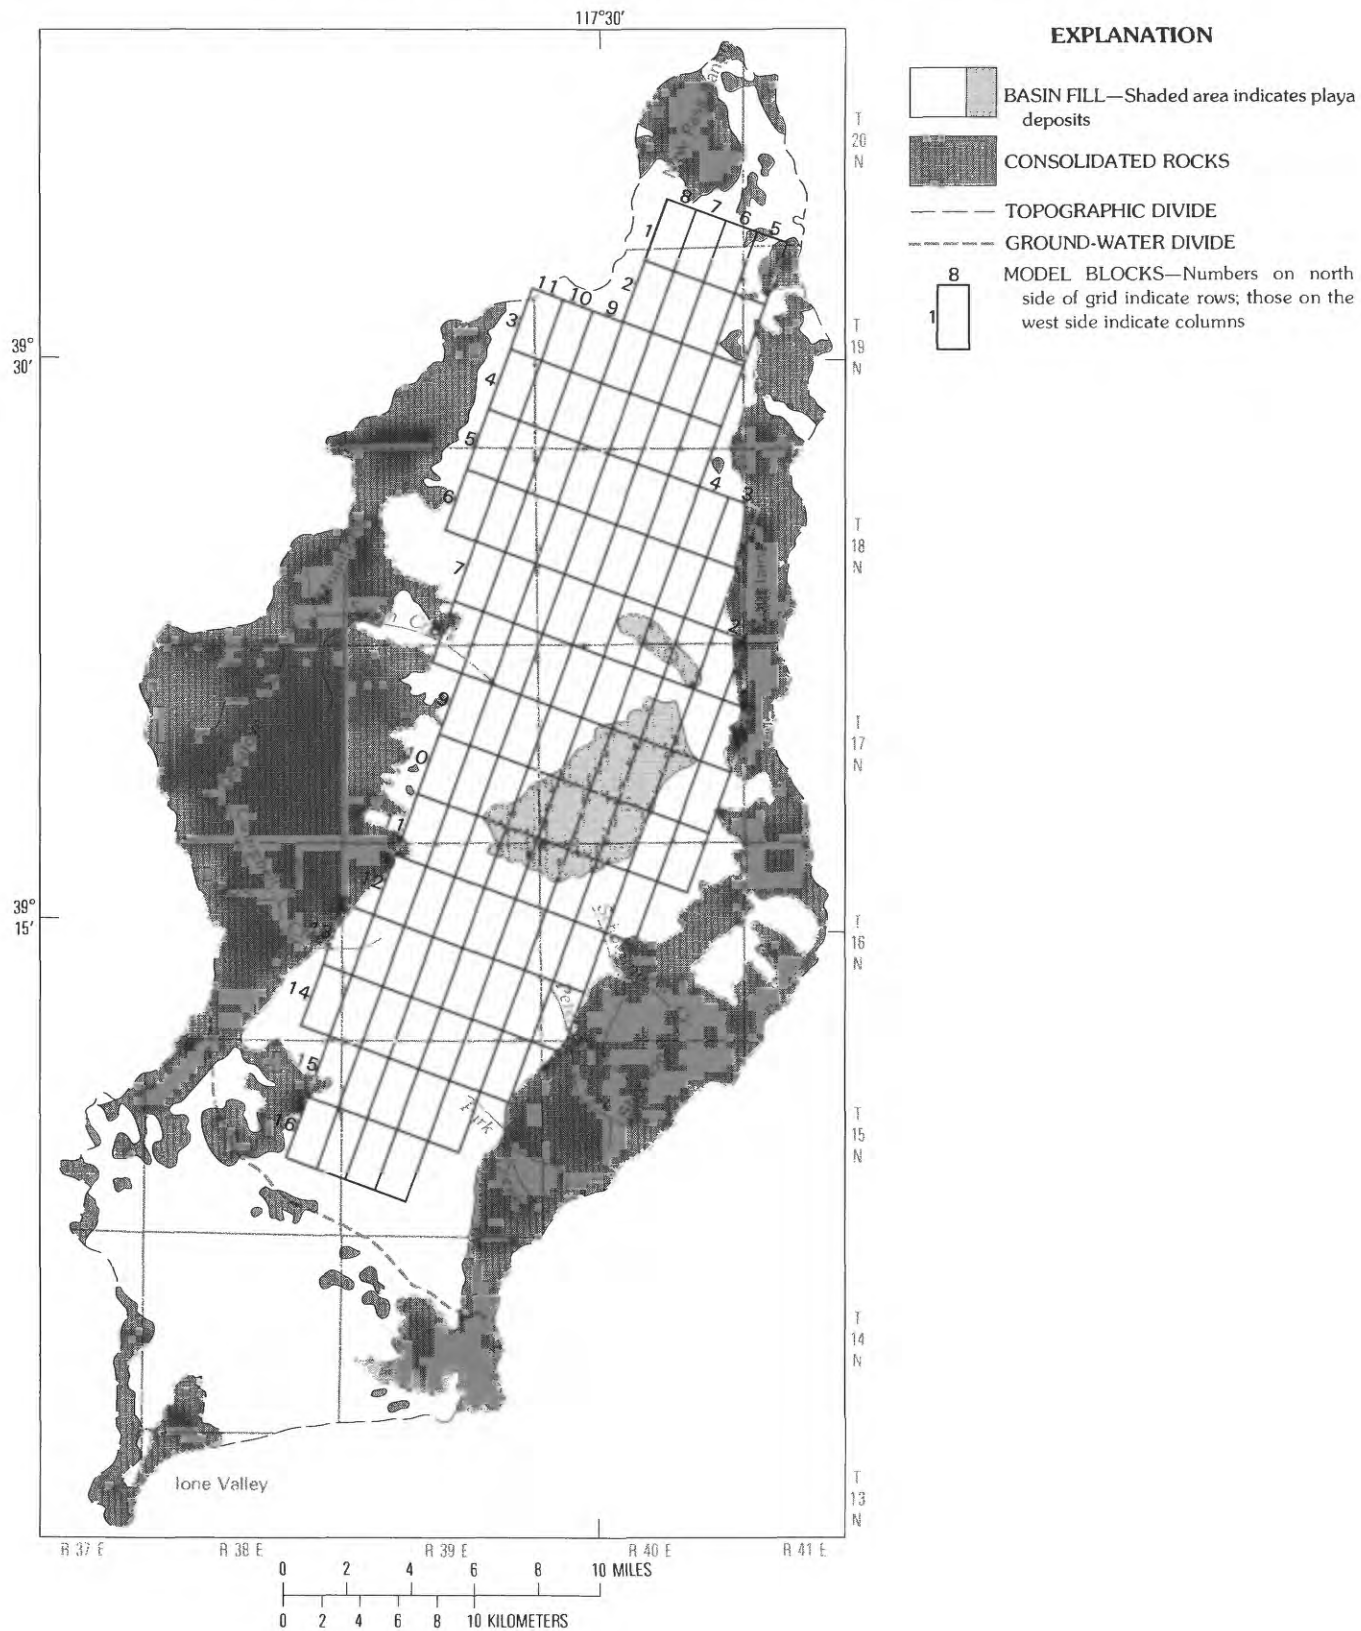 117°30'
EXPLANATION
BASIN FILL—Shaded area indicates playa
deposits
CONSOLIDATED ROCKS
TOPOGRAPHIC DIVIDE
GROUND-WATER DIVIDE
8
1
MODEL BLOCKS—Numbers on north
side of grid indicate rows; those on the
west side indicate columns
T
20
N
8 7 6 5
1
2
11 10 9
3
T
19
N
39°
30'
4
5
4 3
6
T
18
N
7
2
9
T
17
N
0
1
12
39°
15'
T
16
N
14
15
Park
16
T
15
N
T
14
N
Ione Valley
T
13
N
R 37 E R 38 E R 39 E R 40 E R 41 E
0 2 4 6 8 10 MILES
0 2 4 6 8 10 KILOMETERS